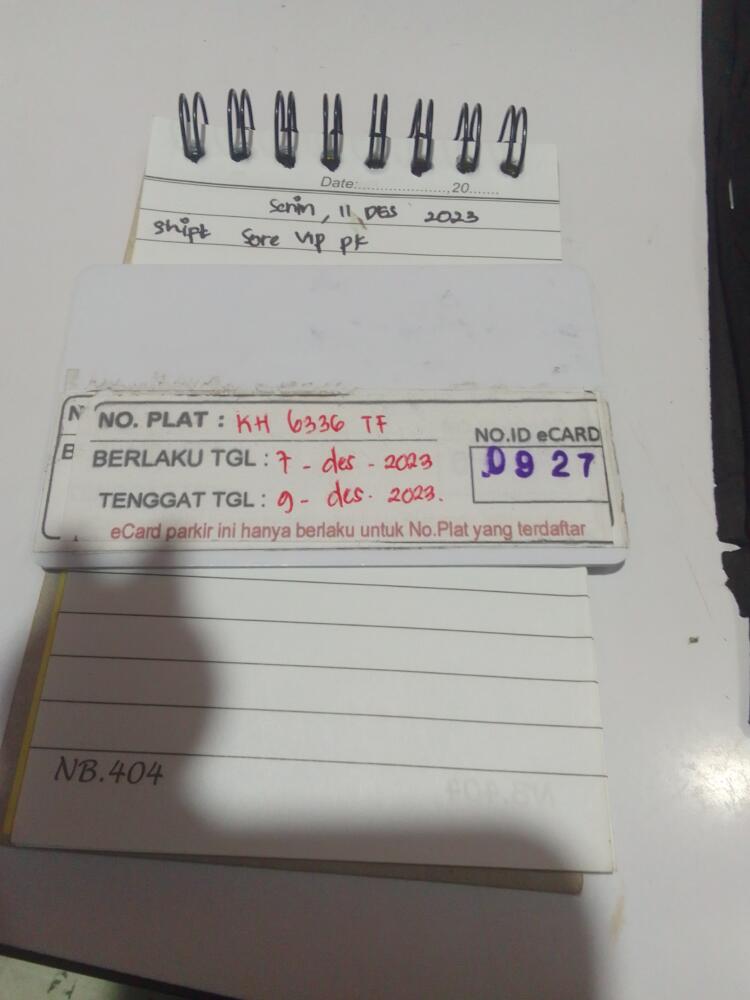 Date:....................,20.......
Senin, 11 DES 2023
Shipt Sore Vip pk
NO. PLAT : KH 6336 TF
NO.ID eCARD
BERLAKU TGL : 7 - des - 2023
0927
TENGGAT TGL : 9 - des. 2023.
eCard parkir ini hanya berlaku untuk No.Plat yang terdaftar
NB.404